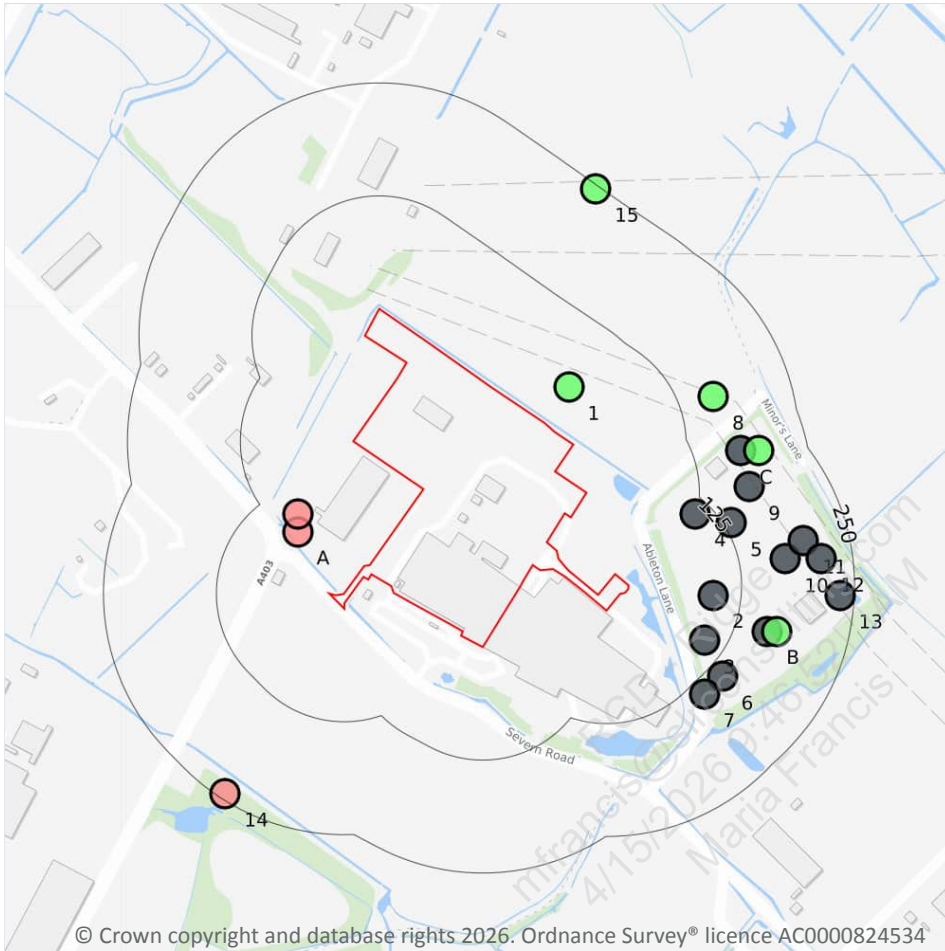 15
1
Minor's Lane
8
C
9
125
4
5
250
A
A403
Ableton Lane
10
11
12
13
2
B
3
6
7
Severn Road
14
RGE
mfrancis
4/15/2026
Maria Francis
© Crown copyright and database rights 2026. Ordnance Survey® licence AC0000824534